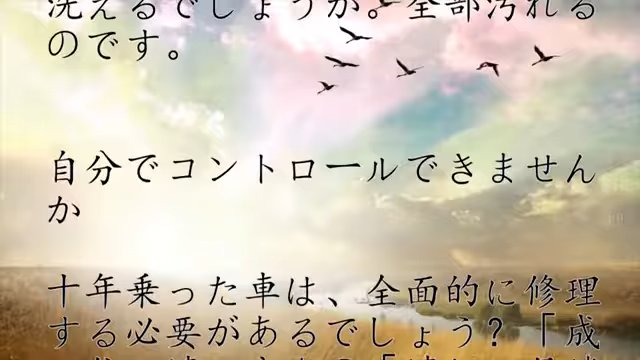 洗えるでしょうか。全部汚れる
のです。
自分でコントロールできません
か
十年乗った車は、全面的に修理
する必要があるでしょう?「成